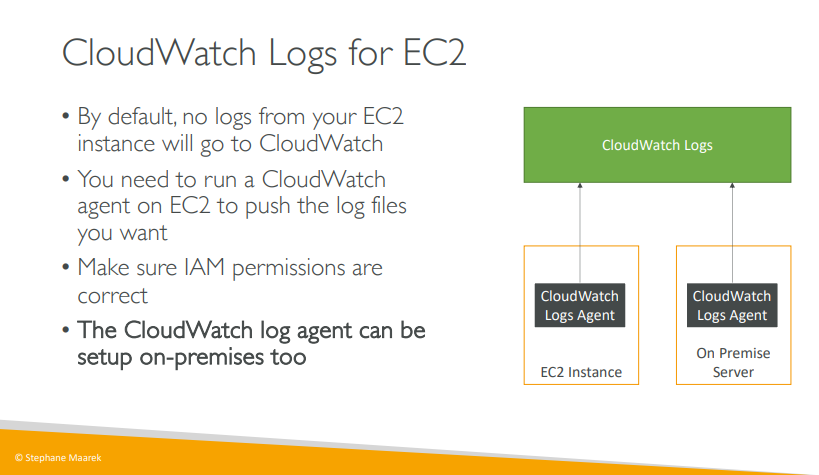 CloudWatch Logs for EC2
• By default, no logs from your EC2
instance will go to CloudWatch
• You need to run a CloudWatch
agent on EC2 to push the log files
you want
• Make sure IAM permissions are
correct
• The CloudWatch log agent can be
setup on-premises too
CloudWatch Logs
CloudWatch
Logs Agent
EC2 Instance
CloudWatch
Logs Agent
On Premise
Server
© Stephane Maarek